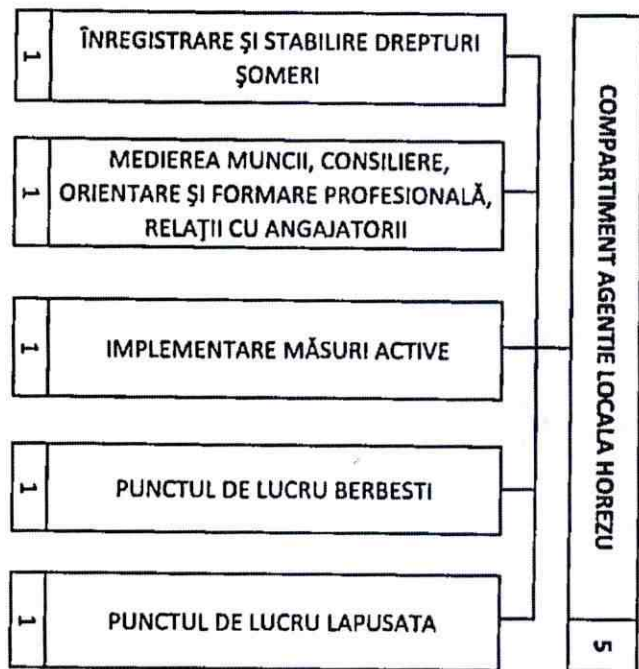 COMPARTIMENT AGENTIE LOCALA HOREZU
5
ÎNREGISTRARE ŞI STABILIRE DREPTURI
ŞOMERI
1
MEDIEREA MUNCII, CONSILIERE,
ORIENTARE ŞI FORMARE PROFESIONALĂ,
RELAŢII CU ANGAJATORII
1
IMPLEMENTARE MĂSURI ACTIVE
1
PUNCTUL DE LUCRU BERBESTI
1
PUNCTUL DE LUCRU LAPUSATA
1